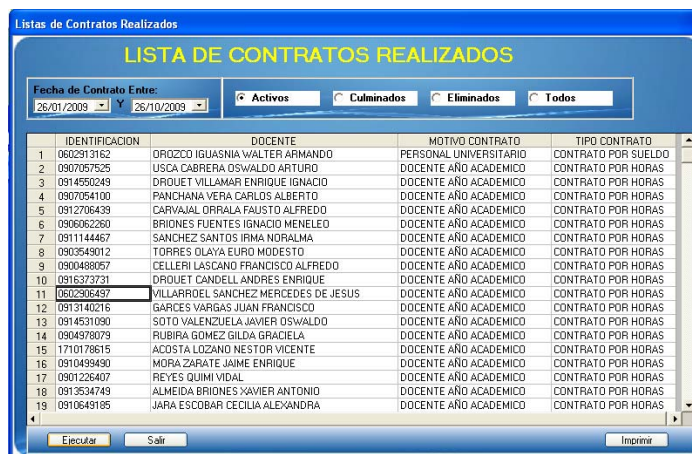 Listas de Contratos Realizados
LISTA DE CONTRATOS REALIZADOS
Fecha de Contrato Entre:
26/01/2009 Y 26/10/2009
Activos Culminados Eliminados Todos
IDENTIFICACION DOCENTE MOTIVO CONTRATO TIPO CONTRATO
1 0602913162 OROZCO IGUASNIA WALTER ARMANDO PERSONAL UNIVERSITARIO CONTRATO POR SUELDO
2 0907057525 USCA CABRERA OSWALDO ARTURO DOCENTE AÑO ACADEMICO CONTRATO POR HORAS
3 0914550249 DROUET VILLAMAR ENRIQUE IGNACIO DOCENTE AÑO ACADEMICO CONTRATO POR HORAS
4 0907054100 PANCHANA VERA CARLOS ALBERTO DOCENTE AÑO ACADEMICO CONTRATO POR HORAS
5 0912706439 CARVAJAL ORRALA FAUSTO ALFREDO DOCENTE AÑO ACADEMICO CONTRATO POR HORAS
6 0906062260 BRIONES FUENTES IGNACIO MENELEO DOCENTE AÑO ACADEMICO CONTRATO POR HORAS
7 0911144467 SANCHEZ SANTOS IRMA NORALMA DOCENTE AÑO ACADEMICO CONTRATO POR HORAS
8 0903549012 TORRES OLAYA EURO MODESTO DOCENTE AÑO ACADEMICO CONTRATO POR HORAS
9 0900488057 CELLERI LASCANO FRANCISCO ALFREDO DOCENTE AÑO ACADEMICO CONTRATO POR HORAS
10 0916373731 DROUET CANDELL ANDRES ENRIQUE DOCENTE AÑO ACADEMICO CONTRATO POR HORAS
11 0602906497 VILLARROEL SANCHEZ MERCEDES DE JESUS DOCENTE AÑO ACADEMICO CONTRATO POR HORAS
12 0913140216 GARCES VARGAS JUAN FRANCISCO DOCENTE AÑO ACADEMICO CONTRATO POR HORAS
13 0914531090 SOTO VALENZUELA JAVIER OSWALDO DOCENTE AÑO ACADEMICO CONTRATO POR HORAS
14 0904978079 RUBIRA GOMEZ GILDA GRACIELA DOCENTE AÑO ACADEMICO CONTRATO POR HORAS
15 1710178615 ACOSTA LOZANO NESTOR VICENTE DOCENTE AÑO ACADEMICO CONTRATO POR HORAS
16 0910499490 MORA ZARATE JAIME ENRIQUE DOCENTE AÑO ACADEMICO CONTRATO POR HORAS
17 0901226407 REYES QUIMI VIDAL DOCENTE AÑO ACADEMICO CONTRATO POR HORAS
18 0913534749 ALMEIDA BRIONES XAVIER ANTONIO DOCENTE AÑO ACADEMICO CONTRATO POR HORAS
19 0910649185 JARA ESCOBAR CECILIA ALEXANDRA DOCENTE AÑO ACADEMICO CONTRATO POR HORAS
Ejecutar Salir Imprimir